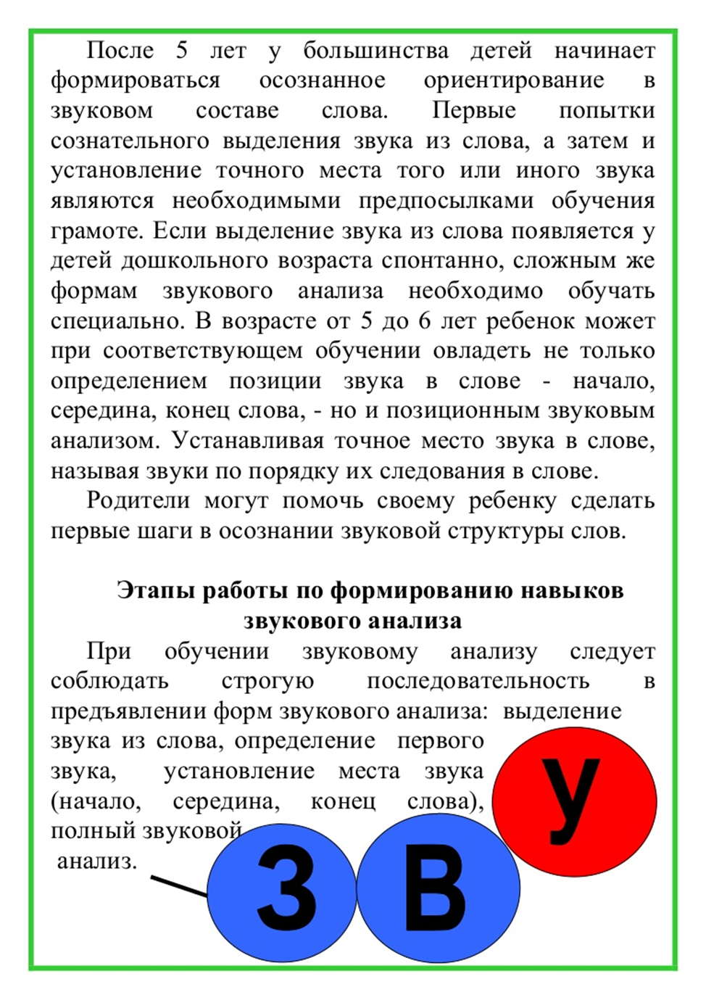 После 5 лет у большинства детей начинает
формироваться осознанное ориентирование в
звуковом составе слова. Первые попытки
сознательного выделения звука из слова, а затем и
установление точного места того или иного звука
являются необходимыми предпосылками обучения
грамоте. Если выделение звука из слова появляется у
детей дошкольного возраста спонтанно, сложным же
формам звукового анализа необходимо обучать
специально. В возрасте от 5 до 6 лет ребенок может
при соответствующем обучении овладеть не только
определением позиции звука в слове - начало,
середина, конец слова, - но и позиционным звуковым
анализом. Устанавливая точное место звука в слове,
называя звуки по порядку их следования в слове.
Родители могут помочь своему ребенку сделать
первые шаги в осознании звуковой структуры слов.
Этапы работы по формированию навыков
звукового анализа
При обучении звуковому анализу следует
соблюдать строгую последовательность в
предъявлении форм звукового анализа: выделение
звука из слова, определение первого
звука, установление места звука
(начало, середина, конец слова),
полный звуковой
анализ.
З В У